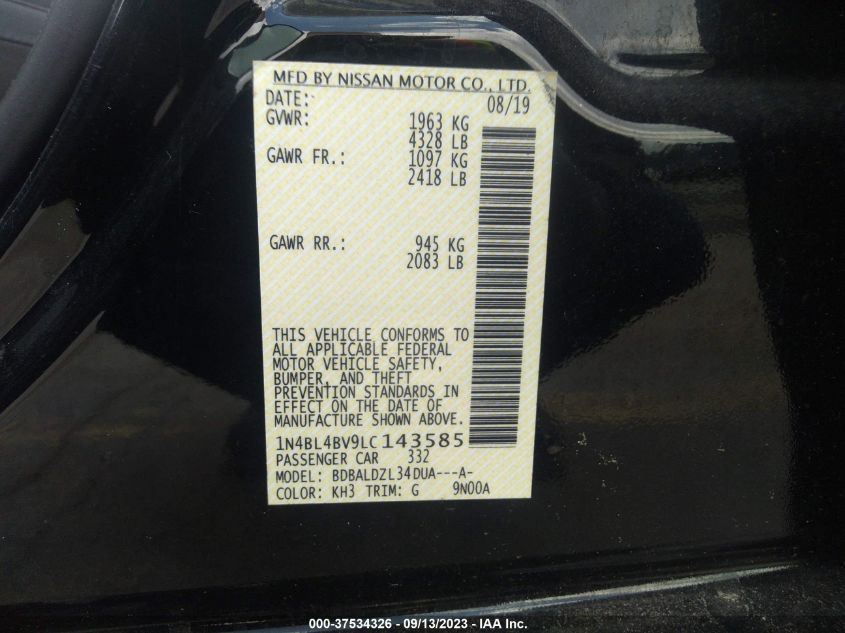 MFD BY NISSAN MOTOR CO., LTD.
DATE: 08/19
GVWR: 1963 KG
4328 LB
GAWR FR.: 1097 KG
2418 LB
GAWR RR.: 945 KG
2083 LB
THIS VEHICLE CONFORMS TO
ALL APPLICABLE FEDERAL
MOTOR VEHICLE SAFETY,
BUMPER, AND THEFT
PREVENTION STANDARDS IN
EFFECT ON THE DATE OF
MANUFACTURE SHOWN ABOVE.
1N4BL4BV9LC143585
PASSENGER CAR 332
MODEL: BDBALDZL34DUA---A-
COLOR: KH3 TRIM: G 9N00A
000-37534326 - 09/13/2023 - IAA Inc.